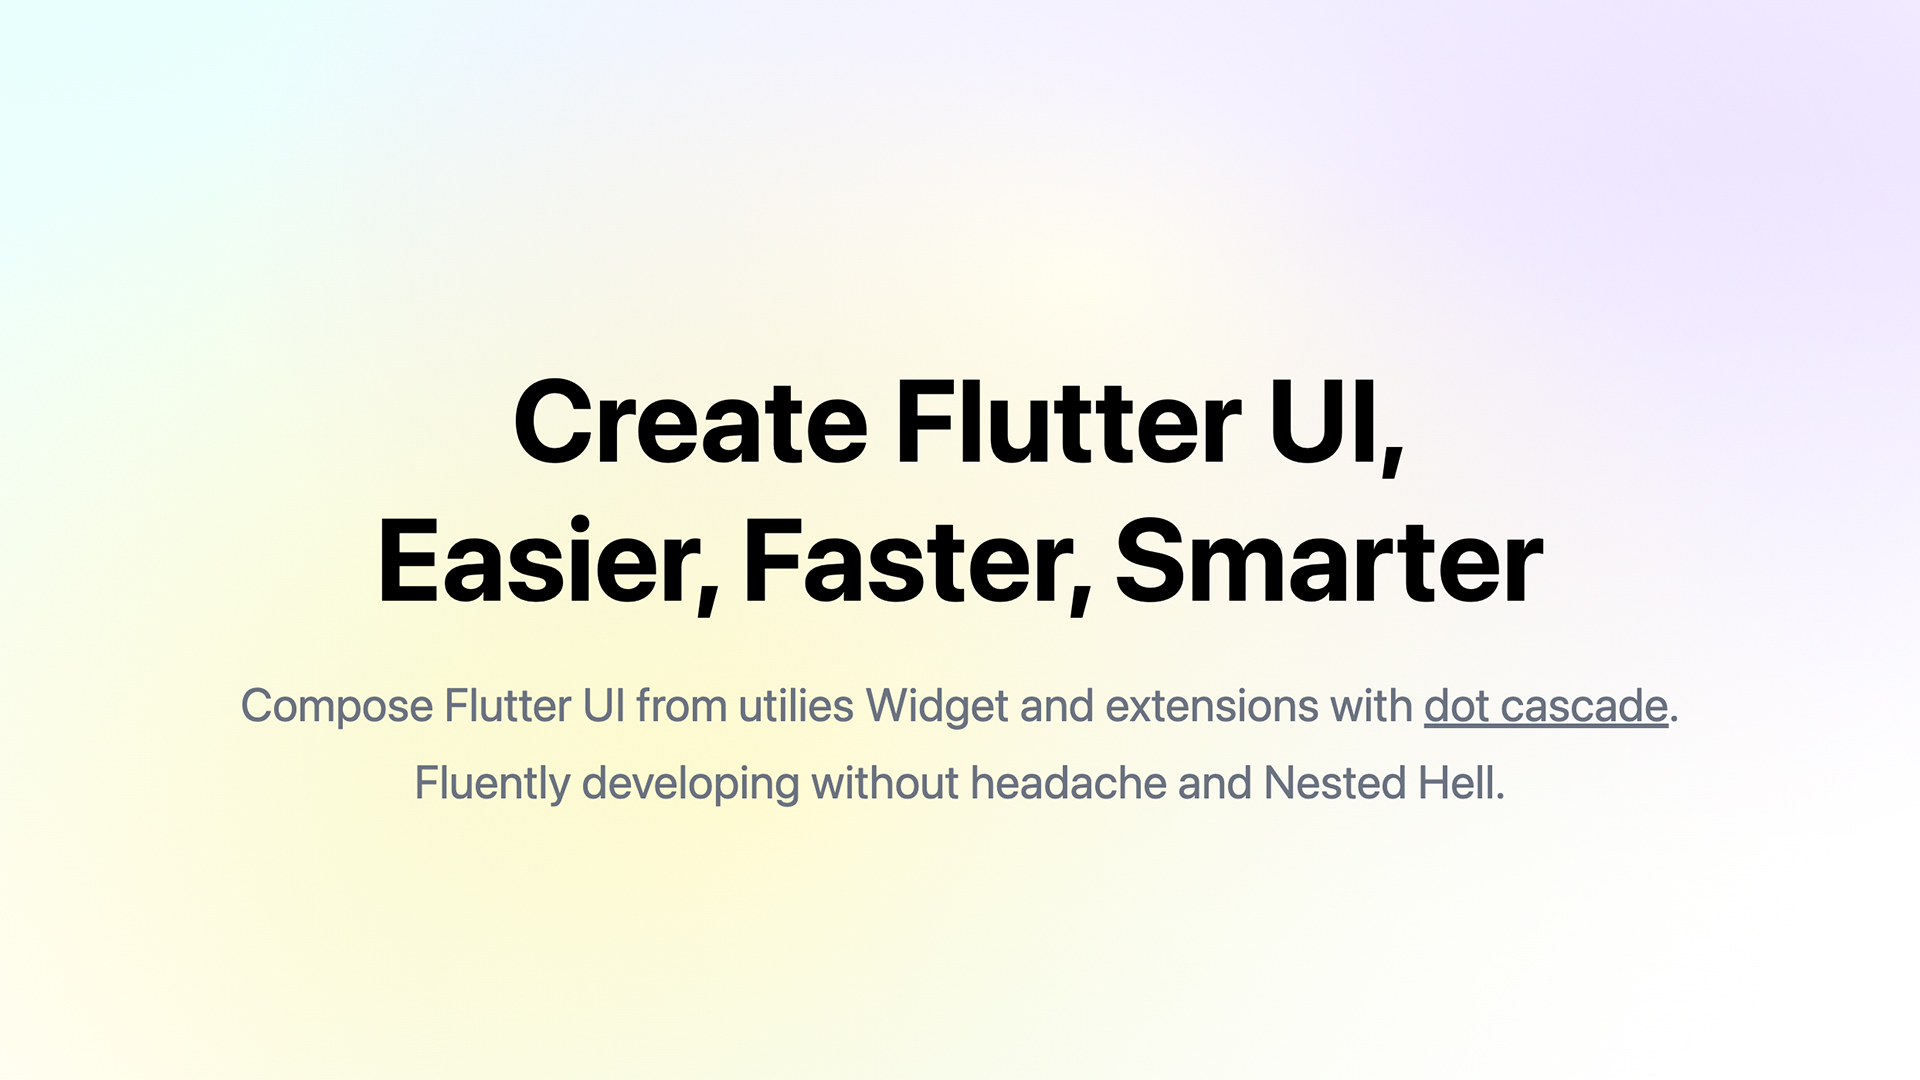 Create Flutter UI,
Easier, Faster, Smarter
Compose Flutter UI from utilies Widget and extensions with dot cascade.
Fluently developing without headache and Nested Hell.